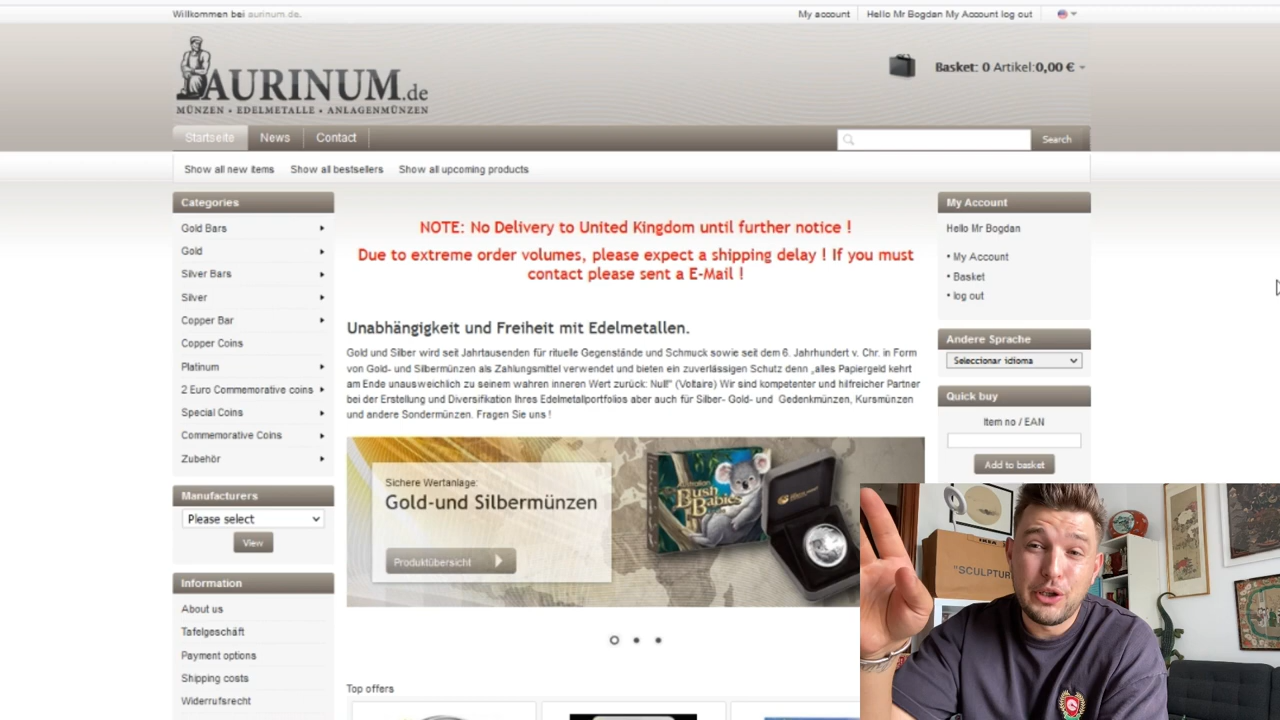 Willkommen bei aurinum.de.
My account
Hello Mr Bogdan My Account log out
AURINUM.de
MÜNZEN • EDELMETALLE • ANLAGENMÜNZEN
Basket: 0 Artikel:0,00 €
Startseite
News
Contact
Search
Show all new items
Show all bestsellers
Show all upcoming products
Categories
Gold Bars
Gold
Silver Bars
Silver
Copper Bar
Copper Coins
Platinum
2 Euro Commemorative coins
Special Coins
Commemorative Coins
Zubehör
Manufacturers
Please select
View
Information
About us
Tafelgeschäft
Payment options
Shipping costs
Widerrufsrecht
NOTE: No Delivery to United Kingdom until further notice !
Due to extreme order volumes, please expect a shipping delay ! If you must
contact please sent a E-Mail !
Unabhängigkeit und Freiheit mit Edelmetallen.
Gold und Silber wird seit Jahrtausenden für rituelle Gegenstände und Schmuck sowie seit dem 6. Jahrhundert v. Chr. in Form
von Gold- und Silbermünzen als Zahlungsmittel verwendet und bieten ein zuverlässigen Schutz denn „alles Papiergeld kehrt
am Ende unausweichlich zu seinem wahren inneren Wert zurück: Null!" (Voltaire) Wir sind kompetenter und hilfreicher Partner
bei der Erstellung und Diversifikation Ihres Edelmetallportfolios aber auch für Silber- Gold- und Gedenkmünzen, Kursmünzen
und andere Sondermünzen. Fragen Sie uns !
Sichere Wertanlage:
Gold-und Silbermünzen
Produktübersicht
Australian
Bush
Babies
Top offers
My Account
Hello Mr Bogdan
• My Account
• Basket
• log out
Andere Sprache
Seleccionar idioma
Quick buy
Item no / EAN
Add to basket
IKEA
"SCULPTUR